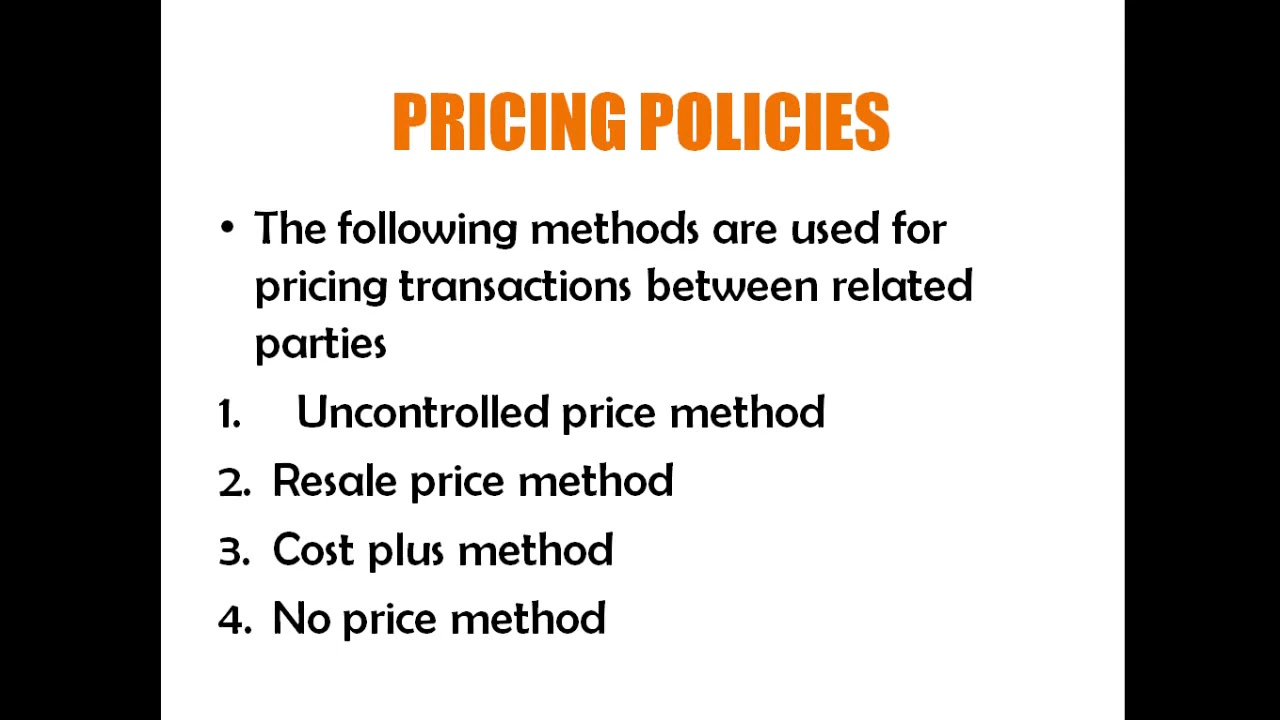 PRICING POLICIES
• The following methods are used for
pricing transactions between related
parties
1. Uncontrolled price method
2. Resale price method
3. Cost plus method
4. No price method